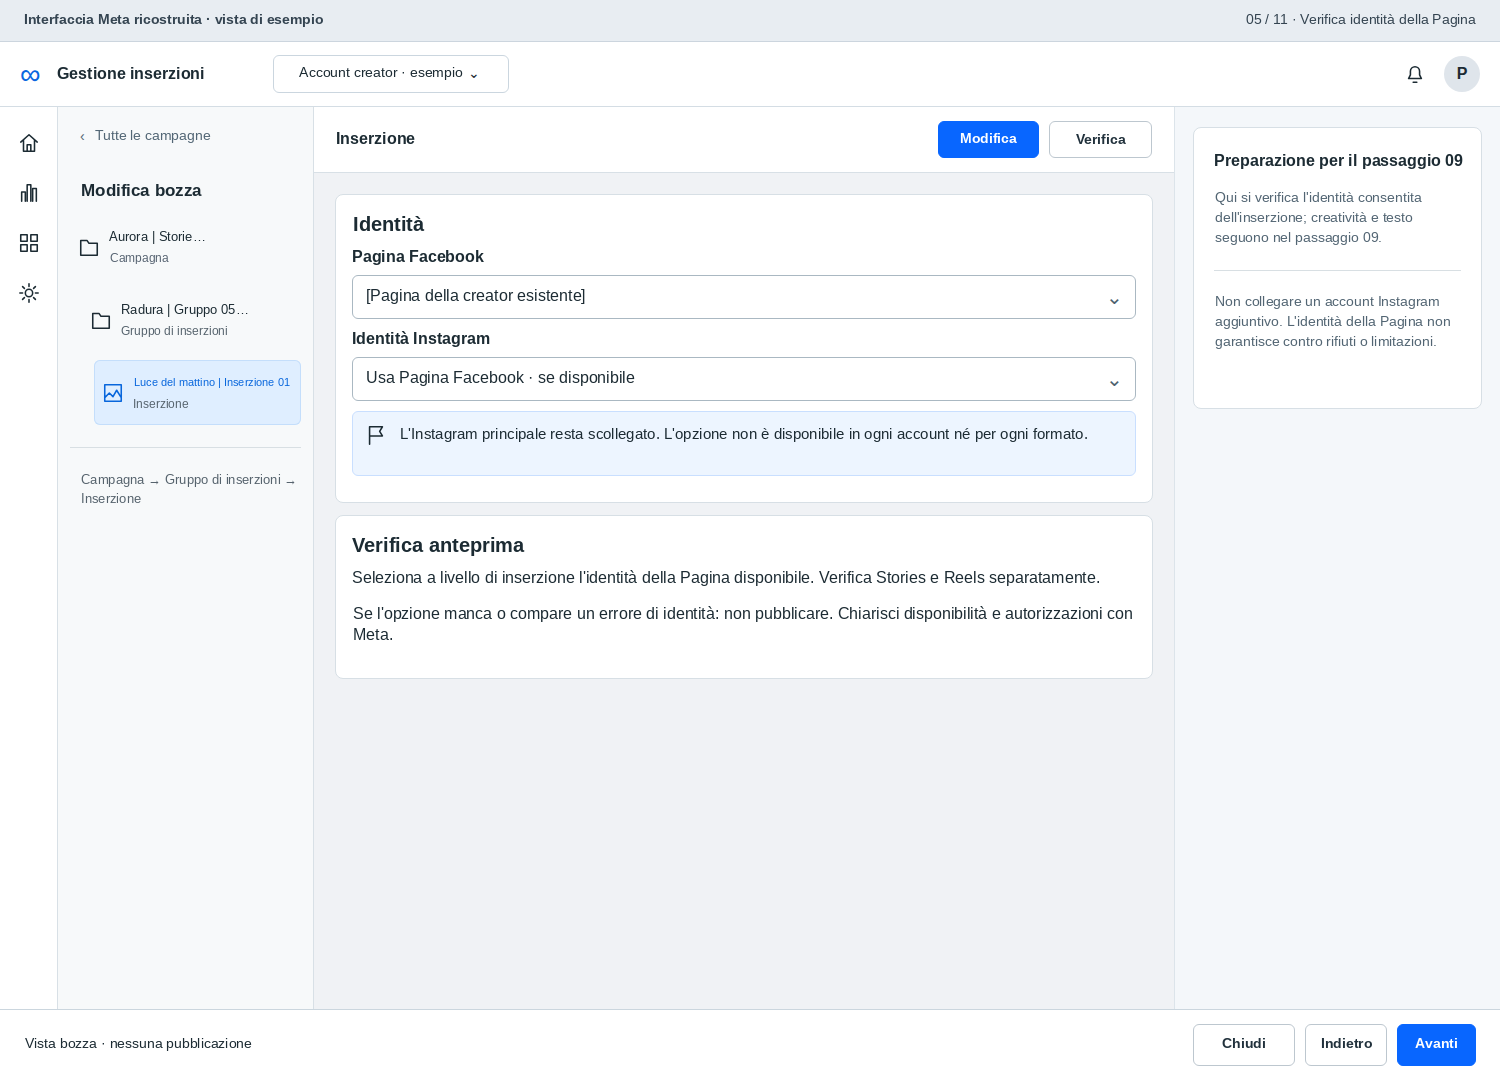 Interfaccia Meta ricostruita · vista di esempio
05 / 11 · Verifica identità della Pagina
Gestione inserzioni
Account creator · esempio
P
Tutte le campagne
Modifica bozza
Aurora | Storie…
Campagna
Radura | Gruppo 05…
Gruppo di inserzioni
Luce del mattino | Inserzione 01
Inserzione
Campagna → Gruppo di inserzioni →
Inserzione
Inserzione
Modifica
Verifica
Identità
Pagina Facebook
[Pagina della creator esistente]
Identità Instagram
Usa Pagina Facebook · se disponibile
L'Instagram principale resta scollegato. L'opzione non è disponibile in ogni account né per ogni formato.
Verifica anteprima
Seleziona a livello di inserzione l'identità della Pagina disponibile. Verifica Stories e Reels separatamente.
Se l'opzione manca o compare un errore di identità: non pubblicare. Chiarisci disponibilità e autorizzazioni con
Meta.
Preparazione per il passaggio 09
Qui si verifica l'identità consentita
dell'inserzione; creatività e testo
seguono nel passaggio 09.
Non collegare un account Instagram
aggiuntivo. L'identità della Pagina non
garantisce contro rifiuti o limitazioni.
Vista bozza · nessuna pubblicazione
Chiudi
Indietro
Avanti